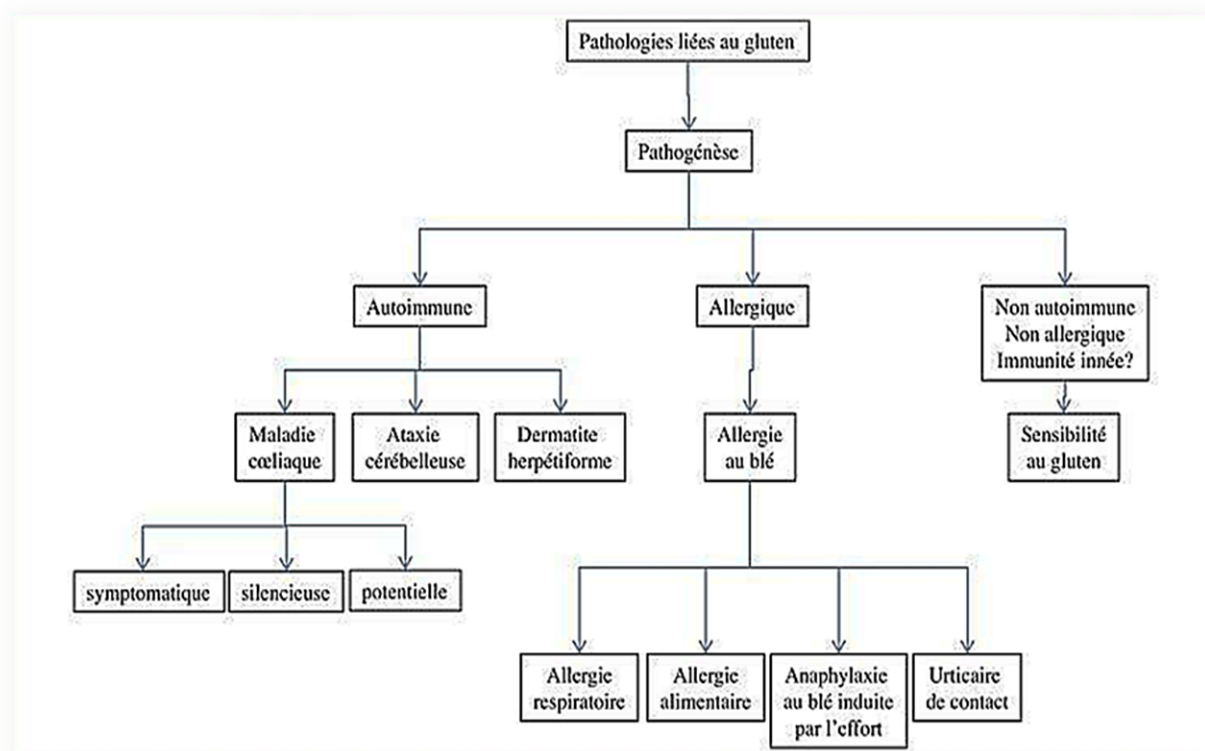 Pathologies liées au gluten
Pathogénèse
Autoimmune
Allergique
Non autoimmune
Non allergique
Immunité innée?
Maladie
cœliaque
Ataxie
cérébelleuse
Dermatite
herpétiforme
Allergie
au blé
Sensibilité
au gluten
symptomatique
silencieuse
potentielle
Allergie
respiratoire
Allergie
alimentaire
Anaphylaxie
au blé induite
par l'effort
Urticaire
de contact